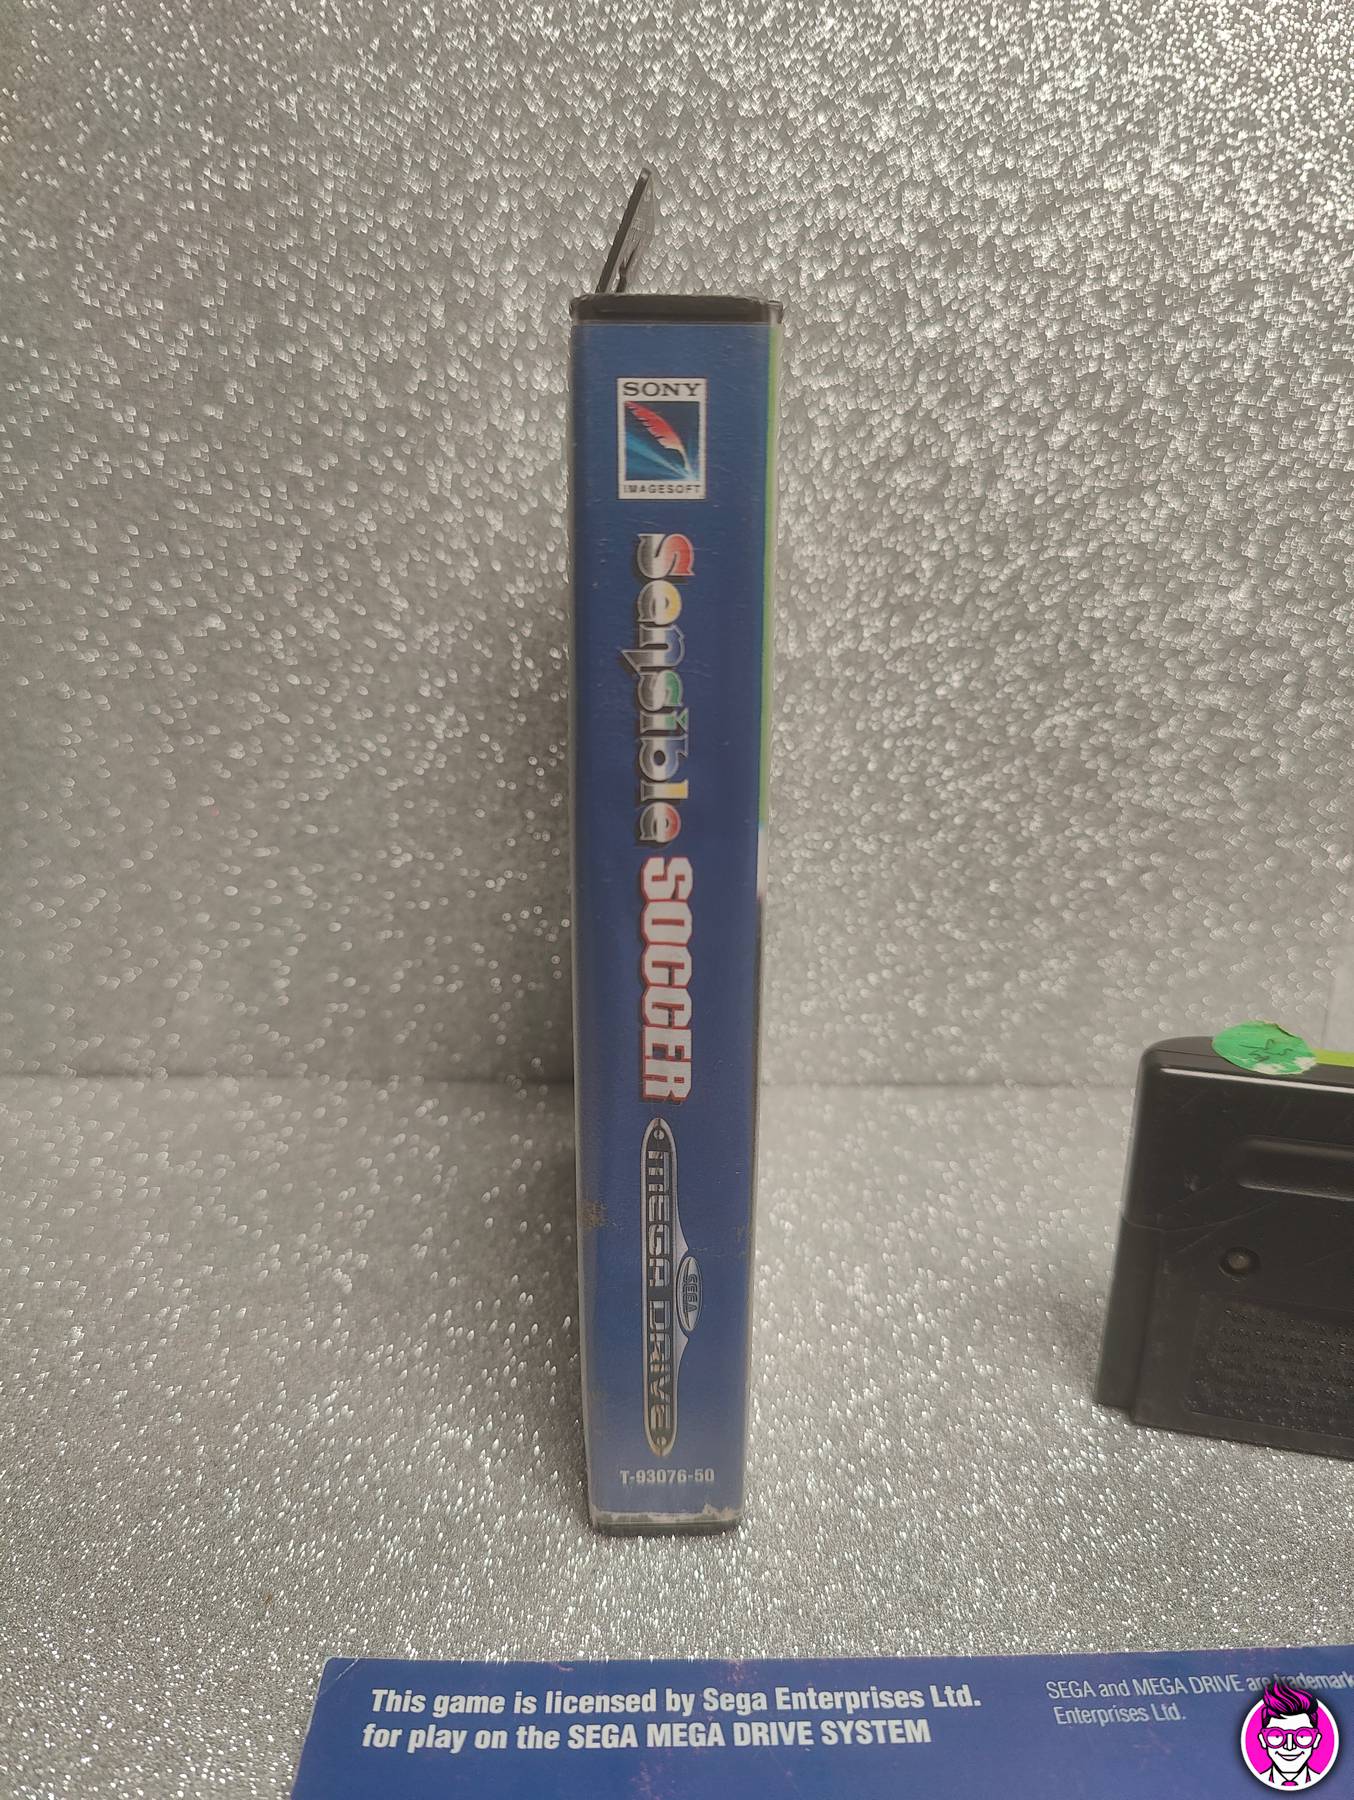 SONY
IMAGESOFT
Sensible SOCCER
MEGA DRIVE
SEGA
T-93076-50
This game is licensed by Sega Enterprises Ltd.
for play on the SEGA MEGA DRIVE SYSTEM
SEGA and MEGA DRIVE are trademark
Enterprises Ltd.